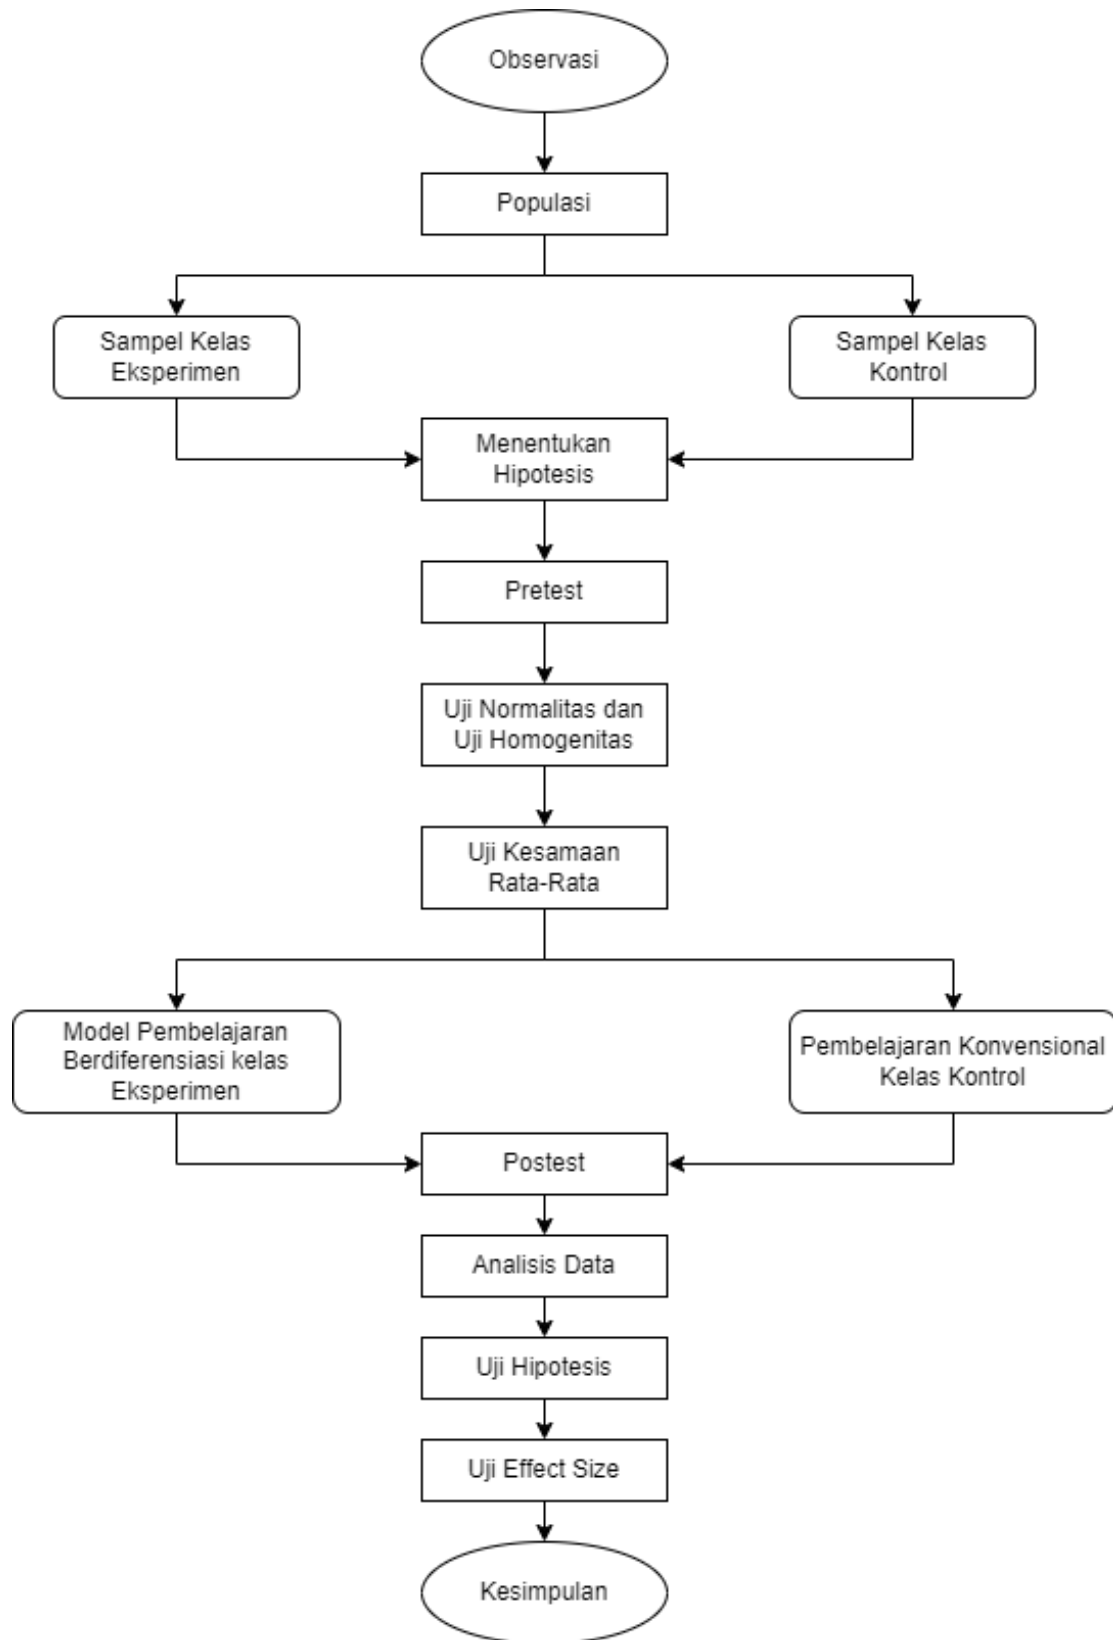 Observasi
Populasi
Sampel Kelas
Eksperimen
Sampel Kelas
Kontrol
Menentukan
Hipotesis
Pretest
Uji Normalitas dan
Uji Homogenitas
Uji Kesamaan
Rata-Rata
Model Pembelajaran
Berdiferensiasi kelas
Eksperimen
Pembelajaran Konvensional
Kelas Kontrol
Postest
Analisis Data
Uji Hipotesis
Uji Effect Size
Kesimpulan